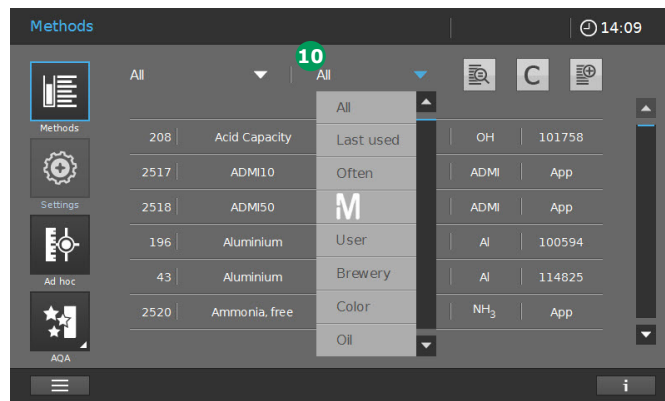 Methods 14:09
10
All All C
All
Methods
208 Acid Capacity Last used OH 101758
2517 ADMI10 Often ADMI App
Settings
2518 ADMI50 M ADMI App
196 Aluminium User Al 100594
Ad hoc
43 Aluminium Brewery Al 114825
2520 Ammonia, free Color NH₃ App
Oil
AQA
i